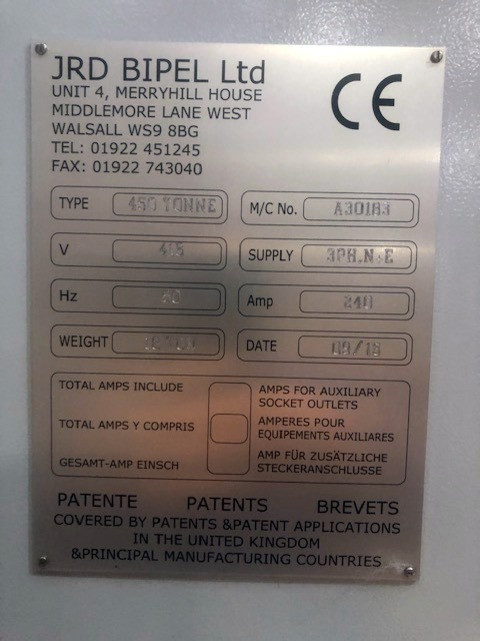 JRD BIPEL Ltd
CE
UNIT 4, MERRYHILL HOUSE
MIDDLEMORE LANE WEST
WALSALL WS9 8BG
TEL: 01922 451245
FAX: 01922 743040
TYPE 450 TONNE M/C No. A30183
V 415 SUPPLY 3PH.N+E
Hz Amp
WEIGHT DATE
TOTAL AMPS INCLUDE AMPS FOR AUXILIARY
SOCKET OUTLETS
TOTAL AMPS Y COMPRIS AMPERES POUR
EQUIPEMENTS AUXILIARES
GESAMT-AMP EINSCH AMP FÜR ZUSÄTZLICHE
STECKERANSCHLUSSE
PATENTE PATENTS BREVETS
COVERED BY PATENTS &PATENT APPLICATIONS
IN THE UNITED KINGDOM
&PRINCIPAL MANUFACTURING COUNTRIES